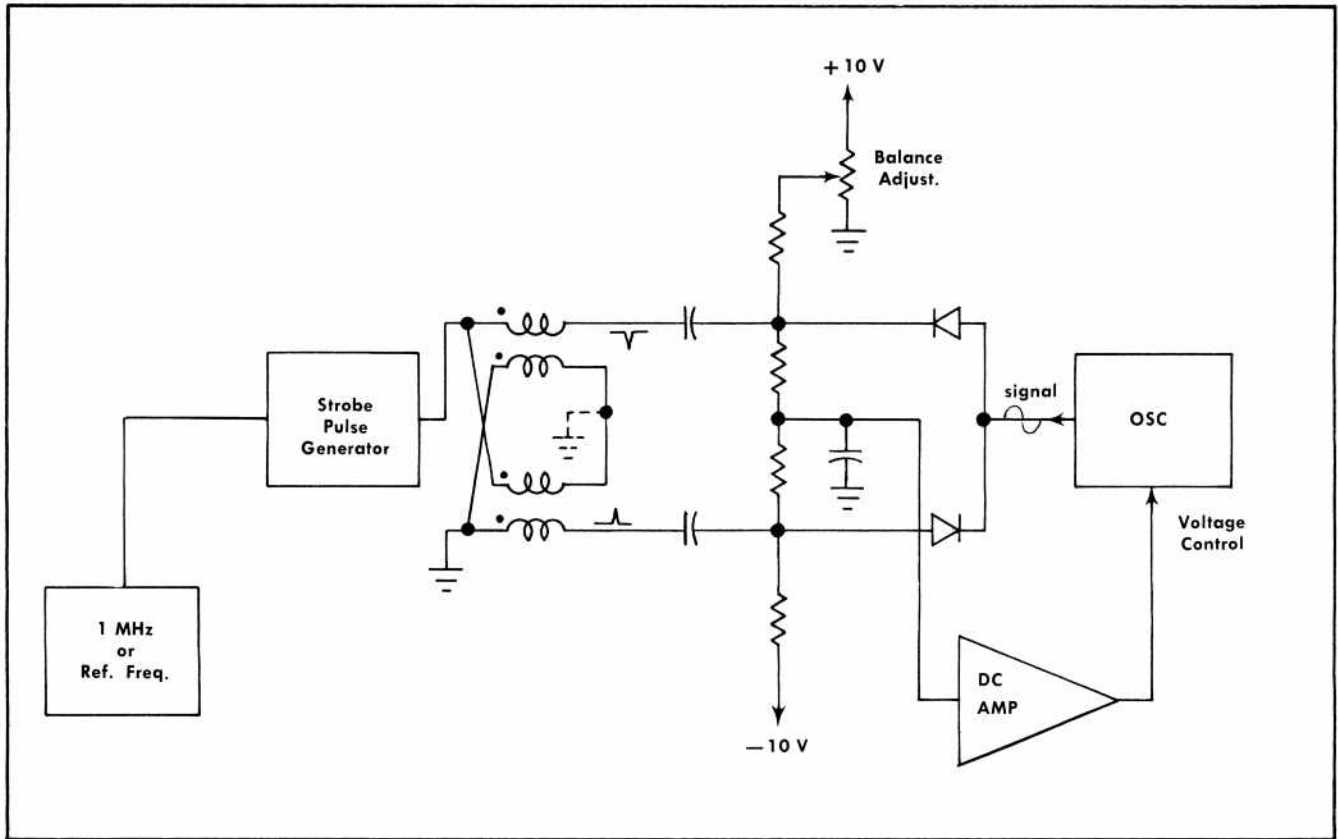 +10 V
Balance
Adjust.
Strobe
Pulse
Generator
signal
OSC
Voltage
Control
1 MHz
or
Ref. Freq.
DC
AMP
—10 V